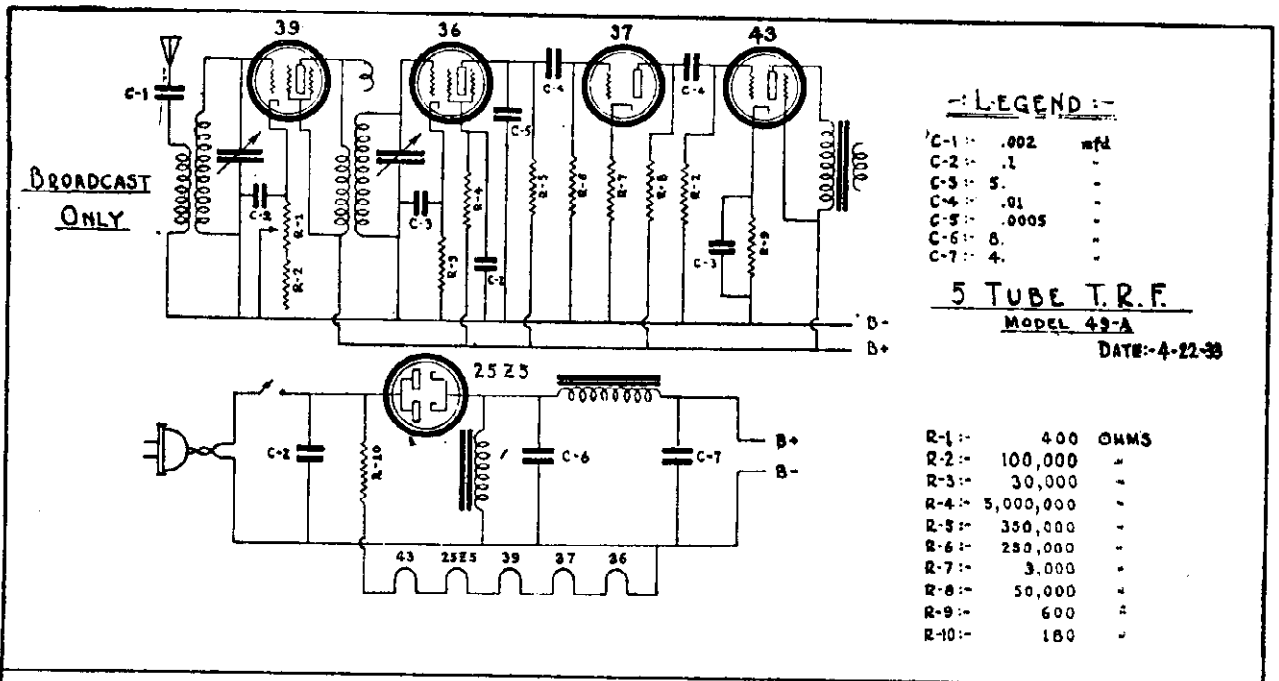 39 36 37 43
C-1
C-4 C-4
C-5
BROADCAST
ONLY
C-2 R-1 C-3 R-4 R-5 R-6 R-7 R-8 R-2
R-2 R-3 C-2 C-3 R-9
B-
B+
-:LEGEND:-
C-1:- .002 mfd
C-2:- .1 "
C-3:- 5. "
C-4:- .01 "
C-5:- .0005 "
C-6:- 8. "
C-7:- 4. "
5 TUBE T.R.F.
MODEL 49-A
DATE:-4-22-33
25Z5
C-2 R-10 C-6 C-7
B+
B-
43 25Z5 39 37 36
R-1:- 400 OHMS
R-2:- 100,000 "
R-3:- 30,000 "
R-4:- 5,000,000 "
R-5:- 350,000 "
R-6:- 250,000 "
R-7:- 3,000 "
R-8:- 50,000 "
R-9:- 600 "
R-10:- 180 "